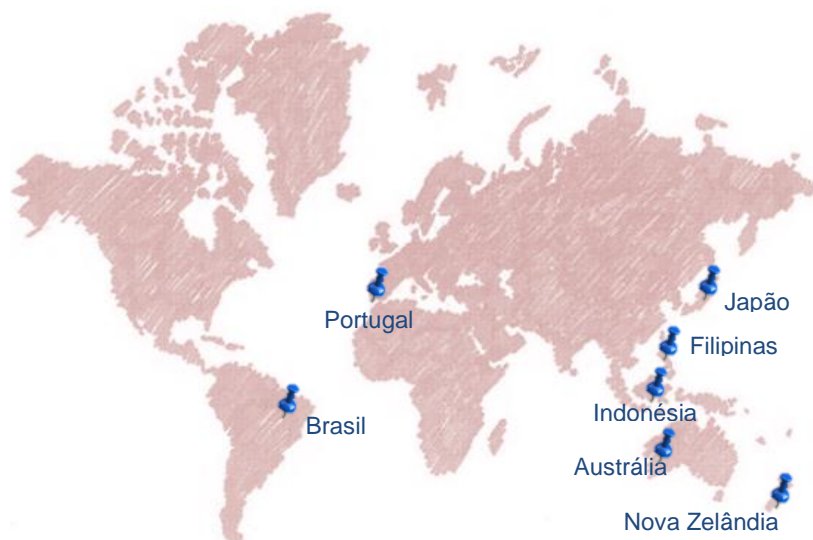 Portugal
Japão
Filipinas
Indonésia
Brasil
Austrália
Nova Zelândia